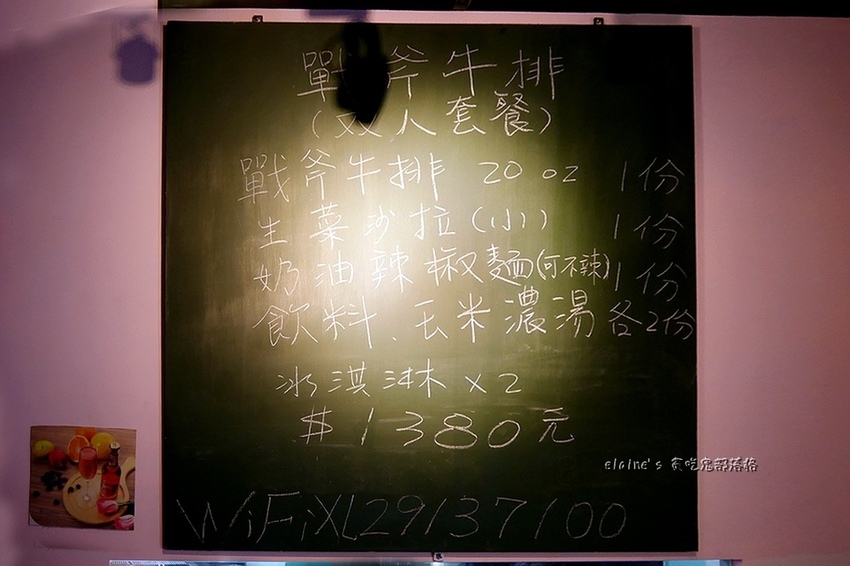 戰斧牛排
(双人套餐)
戰斧牛排 20 oz 1份
生菜沙拉(小) 1份
奶油辣椒麵(可不辣) 1份
飲料、玉米濃湯 各2份
冰淇淋 x 2
$1380元
elaine's 貪吃鬼部落格
WiFi:XL29137100